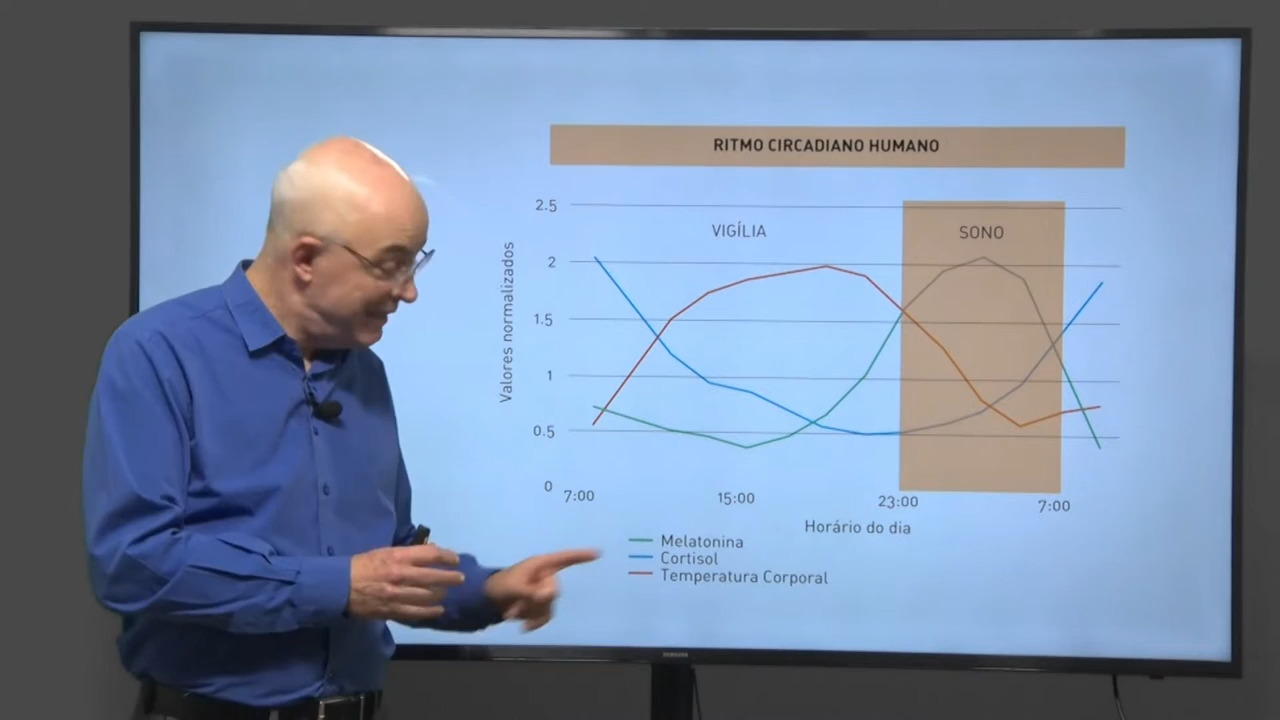 RITMO CIRCADIANO HUMANO
2.5
VIGÍLIA
SONO
2
Valores normalizados
1.5
1
0.5
0
7:00
15:00
23:00
7:00
Horário do dia
Melatonina
Cortisol
Temperatura Corporal
SAMSUNG